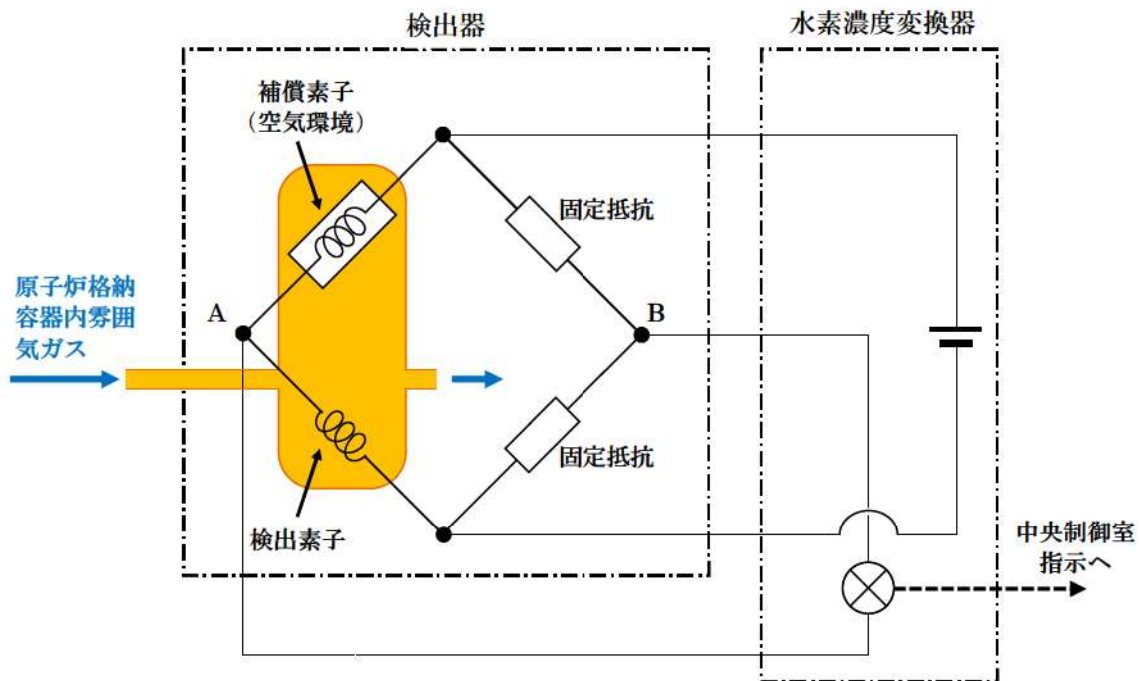 検出器
水素濃度変換器
補償素子
（空気環境）
固定抵抗
原子炉格納
容器内雰囲
気ガス
A
B
固定抵抗
検出素子
中央制御室
指示へ